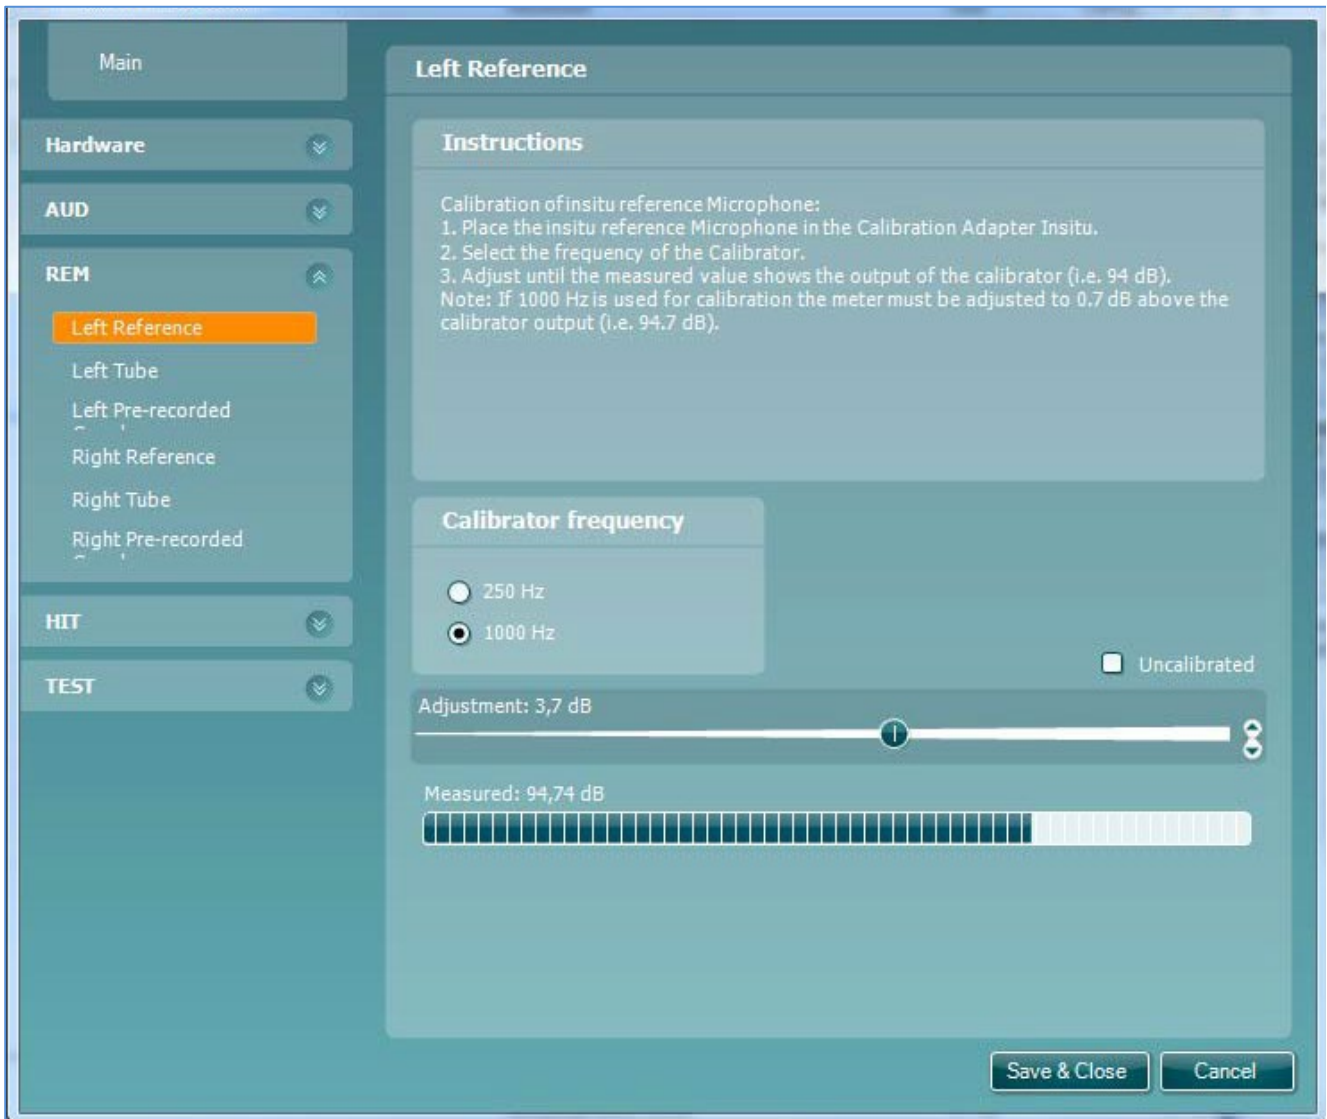 Main
Hardware
AUD
REM
Left Reference
Left Tube
Left Pre-recorded
Right Reference
Right Tube
Right Pre-recorded
HIT
TEST
Left Reference
Instructions
Calibration of insitu reference Microphone:
1. Place the insitu reference Microphone in the Calibration Adapter Insitu.
2. Select the frequency of the Calibrator.
3. Adjust until the measured value shows the output of the calibrator (i.e. 94 dB).
Note: If 1000 Hz is used for calibration the meter must be adjusted to 0.7 dB above the
calibrator output (i.e. 94.7 dB).
Calibrator frequency
250 Hz
1000 Hz
Uncalibrated
Adjustment: 3,7 dB
Measured: 94,74 dB
Save & Close
Cancel